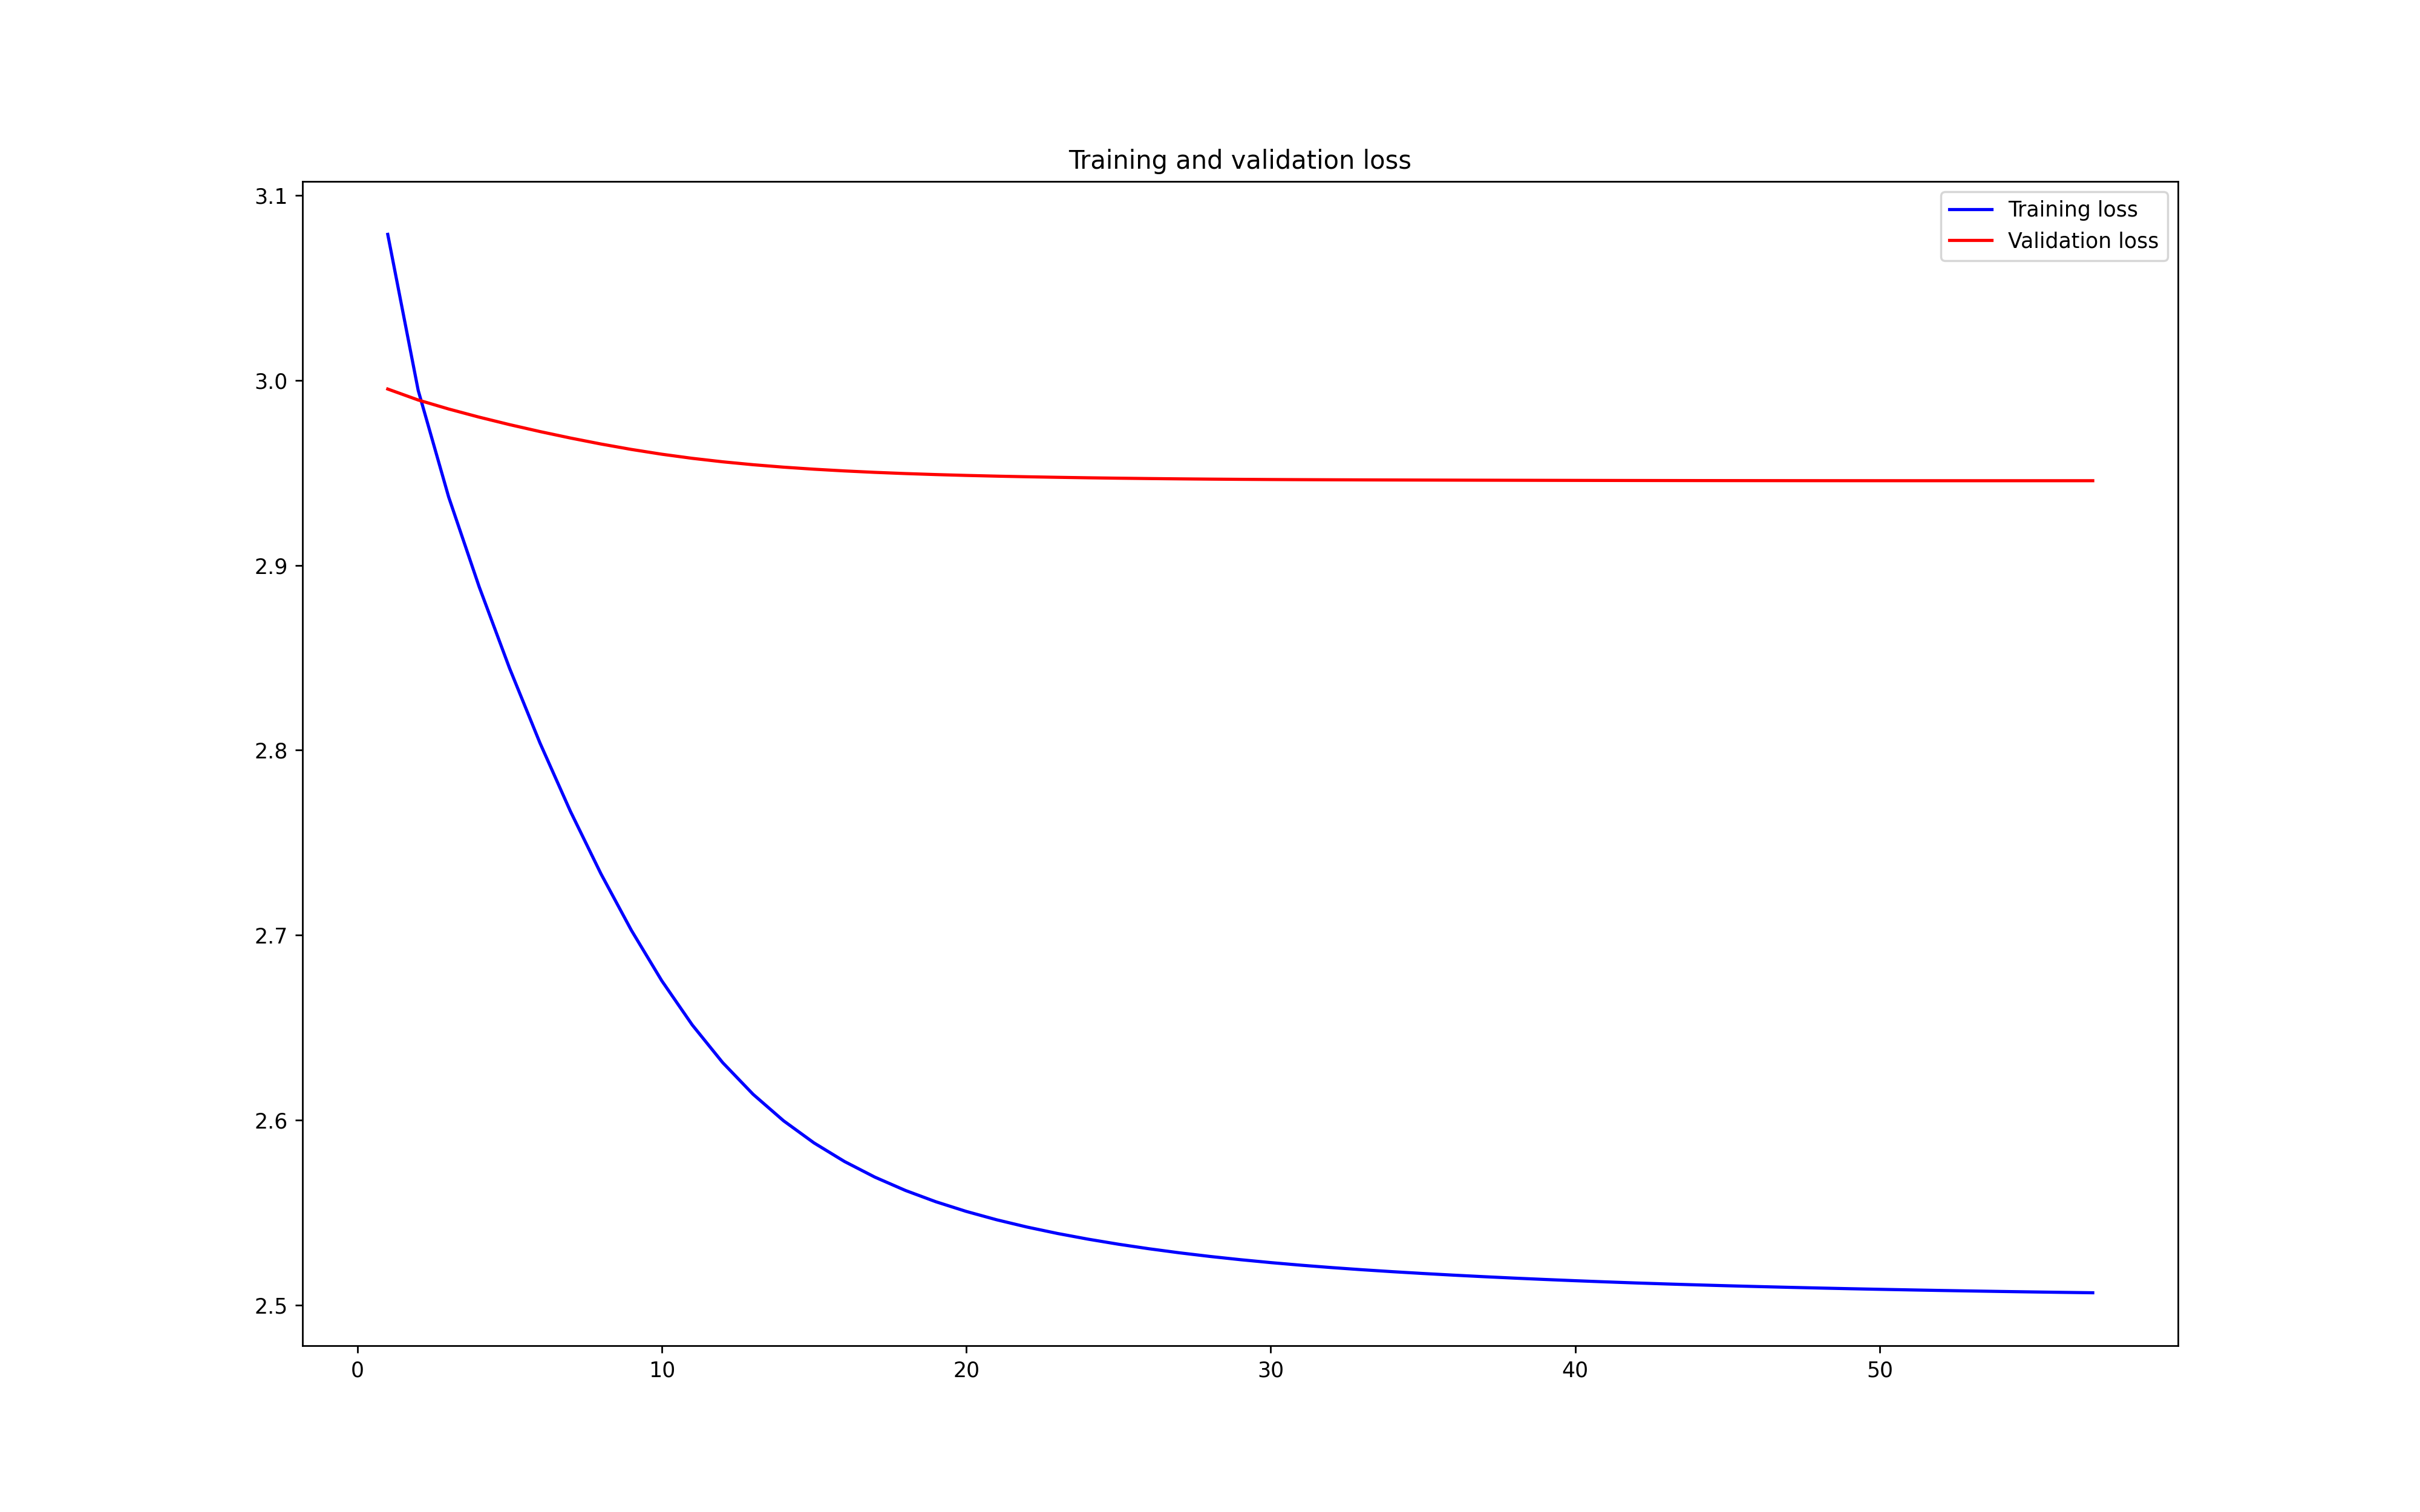 Training and validation loss
Training loss
Validation loss
3.1
3.0
2.9
2.8
2.7
2.6
2.5
0 10 20 30 40 50